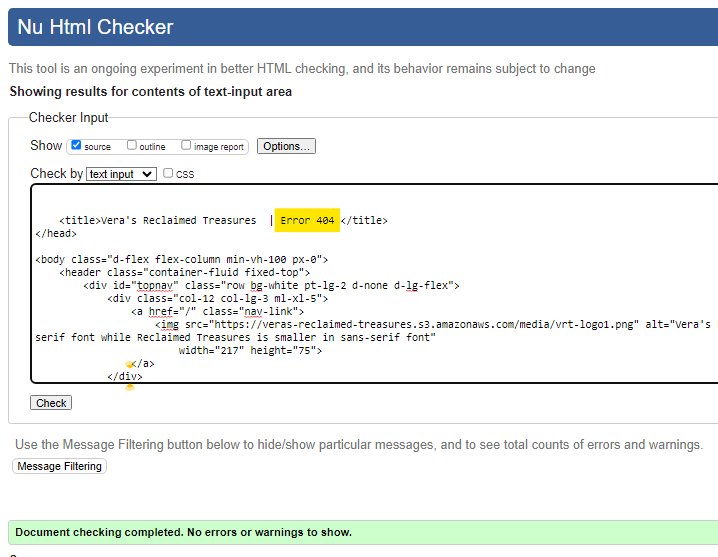 Nu Html Checker
This tool is an ongoing experiment in better HTML checking, and its behavior remains subject to change
Showing results for contents of text-input area
Checker Input
Show source outline image report Options...
Check by text input css
<title>Vera's Reclaimed Treasures | Error 404 </title>
</head>
<body class="d-flex flex-column min-vh-100 px-0">
<header class="container-fluid fixed-top">
<div id="topnav" class="row bg-white pt-lg-2 d-none d-lg-flex">
<div class="col-12 col-lg-3 ml-xl-5">
<a href="/" class="nav-link">
<img src="https://veras-reclaimed-treasures.s3.amazonaws.com/media/vrt-logo1.png" alt="Vera's
serif font while Reclaimed Treasures is smaller in sans-serif font"
width="217" height="75">
</a>
</div>
Check
Use the Message Filtering button below to hide/show particular messages, and to see total counts of errors and warnings.
Message Filtering
Document checking completed. No errors or warnings to show.